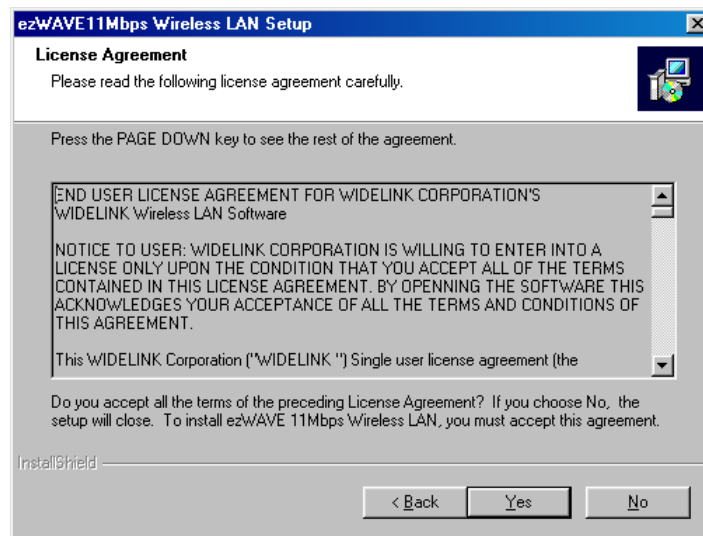 ezWAVE11Mbps Wireless LAN Setup
License Agreement
Please read the following license agreement carefully.
Press the PAGE DOWN key to see the rest of the agreement.
END USER LICENSE AGREEMENT FOR WIDELINK CORPORATION'S
WIDELINK Wireless LAN Software
NOTICE TO USER: WIDELINK CORPORATION IS WILLING TO ENTER INTO A
LICENSE ONLY UPON THE CONDITION THAT YOU ACCEPT ALL OF THE TERMS
CONTAINED IN THIS LICENSE AGREEMENT. BY OPENNING THE SOFTWARE THIS
ACKNOWLEDGES YOUR ACCEPTANCE OF ALL THE TERMS AND CONDITIONS OF
THIS AGREEMENT.
This WIDELINK Corporation ("WIDELINK ") Single user license agreement (the
Do you accept all the terms of the preceding License Agreement? If you choose No, the
setup will close. To install ezWAVE 11Mbps Wireless LAN, you must accept this agreement.
InstallShield
< Back Yes No